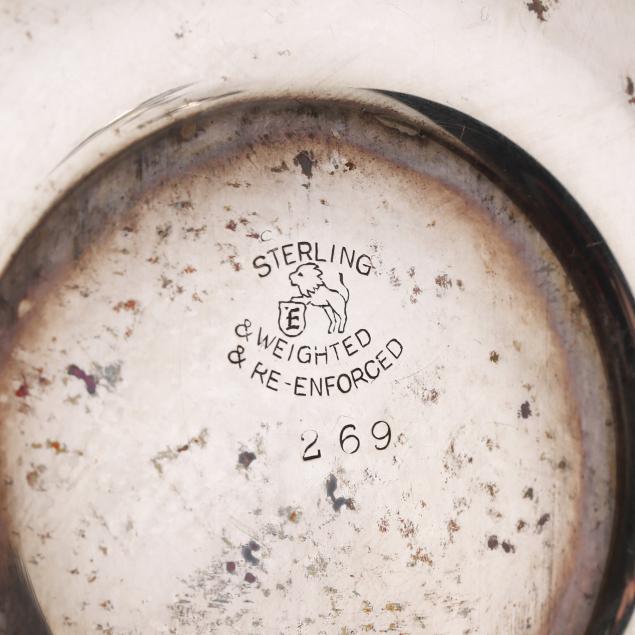 STERLING
E
& WEIGHTED
& RE-ENFORCED
269